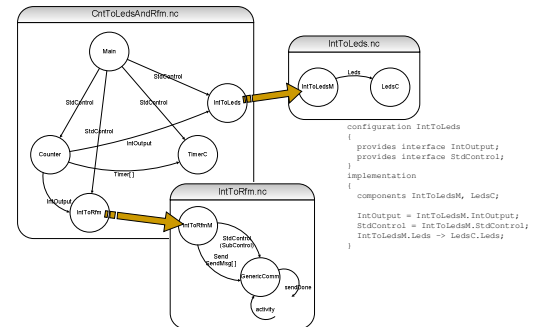 CntToLedsAndRfm.nc
Main
StdControl
StdControl
StdControl
StdControl
IntToLeds
Counter
IntOutput
TimerC
Timer[ ]
IntOutput
IntToRfm
IntToLeds.nc
Leds
IntToLedsM
LedsC
configuration IntToLeds
{
provides interface IntOutput;
provides interface StdControl;
}
implementation
{
components IntToLedsM, LedsC;
IntOutput = IntToLedsM.IntOutput;
StdControl = IntToLedsM.StdControl;
IntToLedsM.Leds -> LedsC.Leds;
}
IntToRfm.nc
IntToRfmM
StdControl
(SubControl)
Send
SendMsg[ ]
GenericComm
sendDone
activity